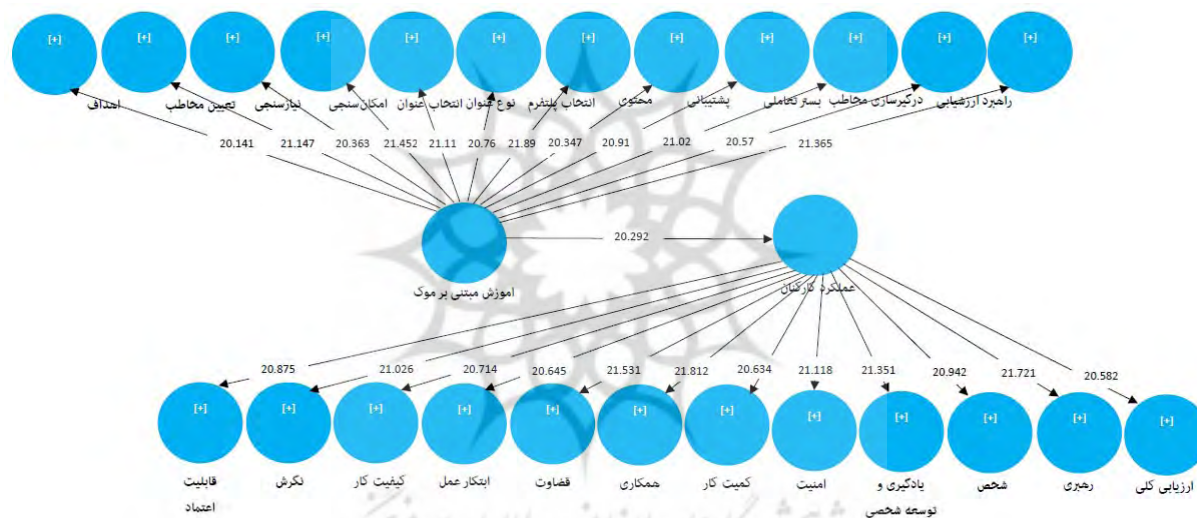 [+] [+] [+] [+] [+] [+] [+] [+] [+] [+] [+] [+]
اهداف
تعیین مخاطب
نیازسنجی
امکان‌سنجی
انتخاب عنوان
نوع عنوان
انتخاب پلتفرم
محتوی
پشتیبانی
بستر تعاملی
درگیرسازی مخاطب
راهبرد ارزشیابی
20.141 21.147 20.363 21.452 21.11 20.76 21.89 20.347 20.91 21.02 20.57 21.365
20.292
اموزش مبتنی بر موک
عملکرد کارکنان
20.875 21.026 20.714 20.645 21.531 21.812 20.634 21.118 21.351 20.942 21.721 20.582
[+] [+] [+] [+] [+] [+] [+] [+] [+] [+] [+] [+]
قابلیت
اعتماد
نگرش
کیفیت کار
ابتکار عمل
قضاوت
همکاری
کمیت کار
امنیت
یادگیری و
توسعه شخصی
شخص
رهبری
ارزیابی کلی